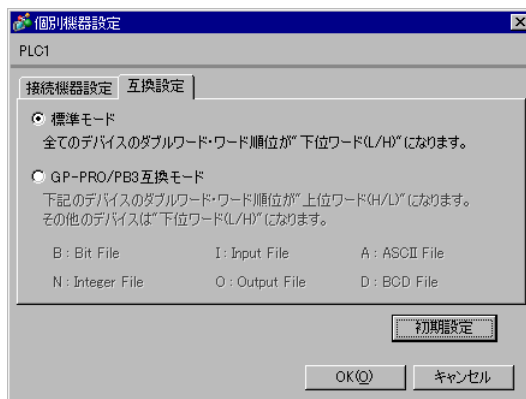 個別機器設定
PLC1
接続機器設定 互換設定
標準モード
全てのデバイスのダブルワード・ワード順位が"下位ワード(L/H)"になります。
GP-PRO/PB3互換モード
下記のデバイスのダブルワード・ワード順位が"上位ワード(H/L)"になります。
その他のデバイスは"下位ワード(L/H)"になります。
B : Bit File I : Input File A : ASCII File
N : Integer File O : Output File D : BCD File
初期設定
OK(O) キャンセル